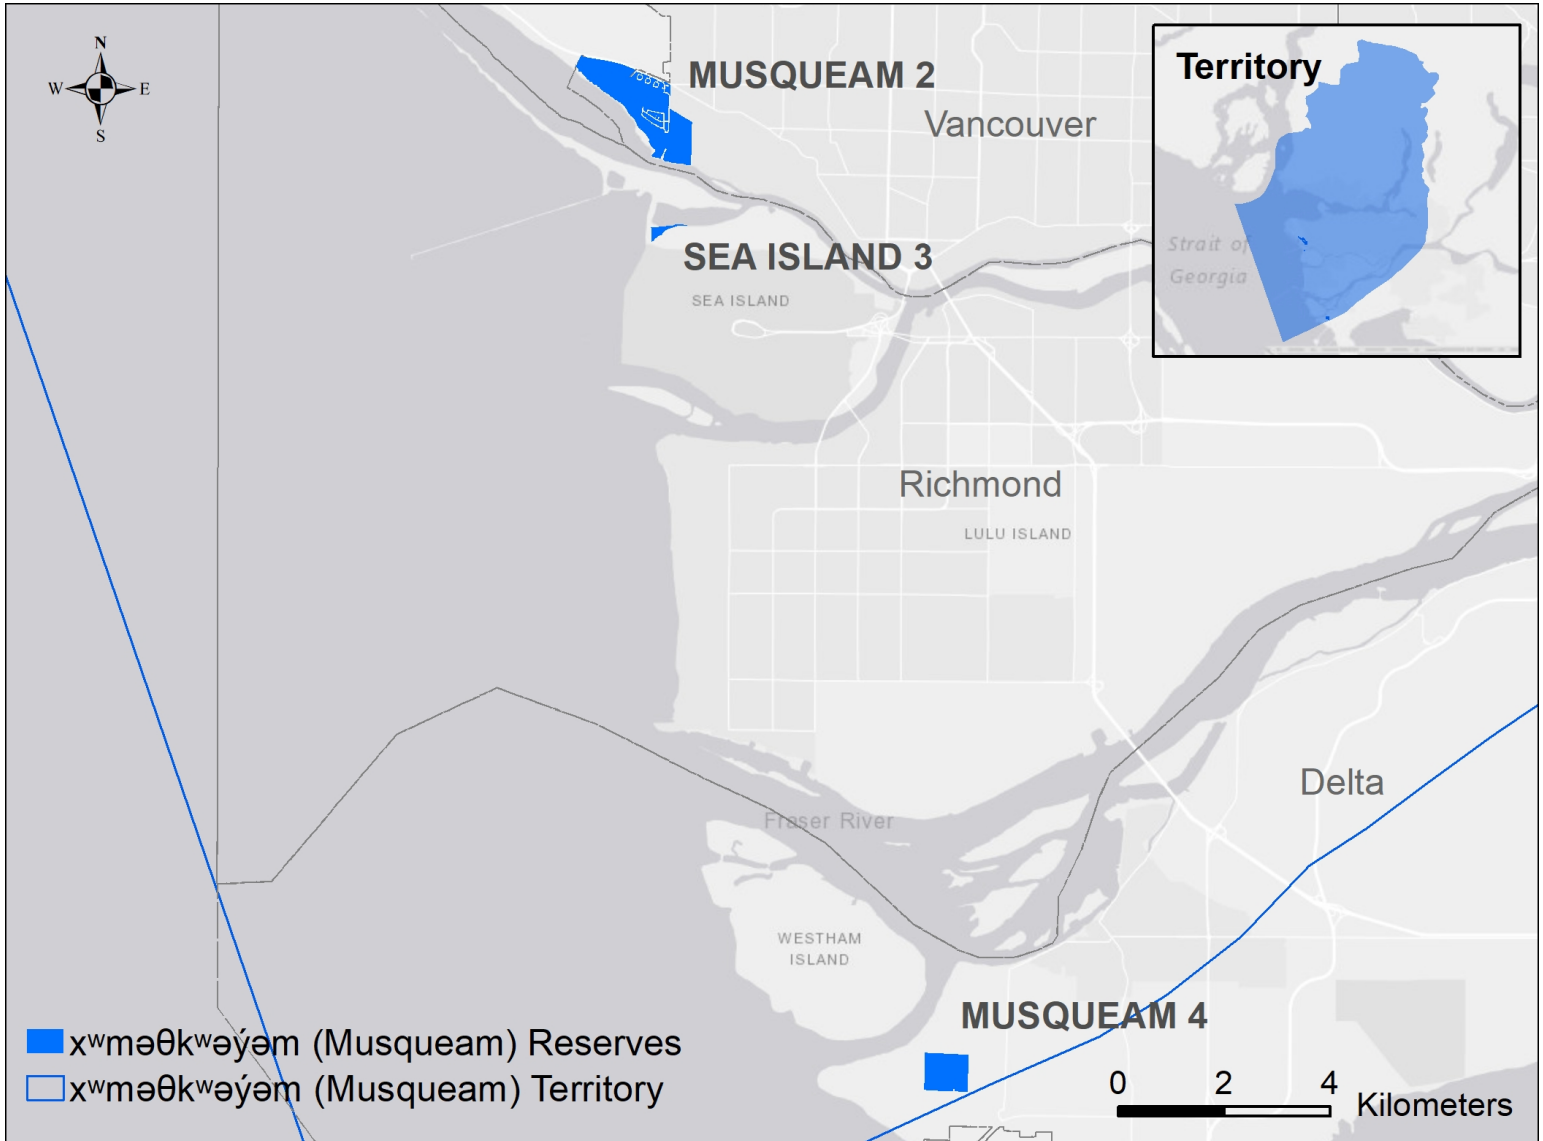 N
W E
S
MUSQUEAM 2
Vancouver
Territory
Strait of
Georgia
SEA ISLAND 3
SEA ISLAND
Richmond
LULU ISLAND
Delta
Fraser River
WESTHAM
ISLAND
MUSQUEAM 4
xʷməθkʷəy̓əm (Musqueam) Reserves
xʷməθkʷəy̓əm (Musqueam) Territory
0 2 4
Kilometers